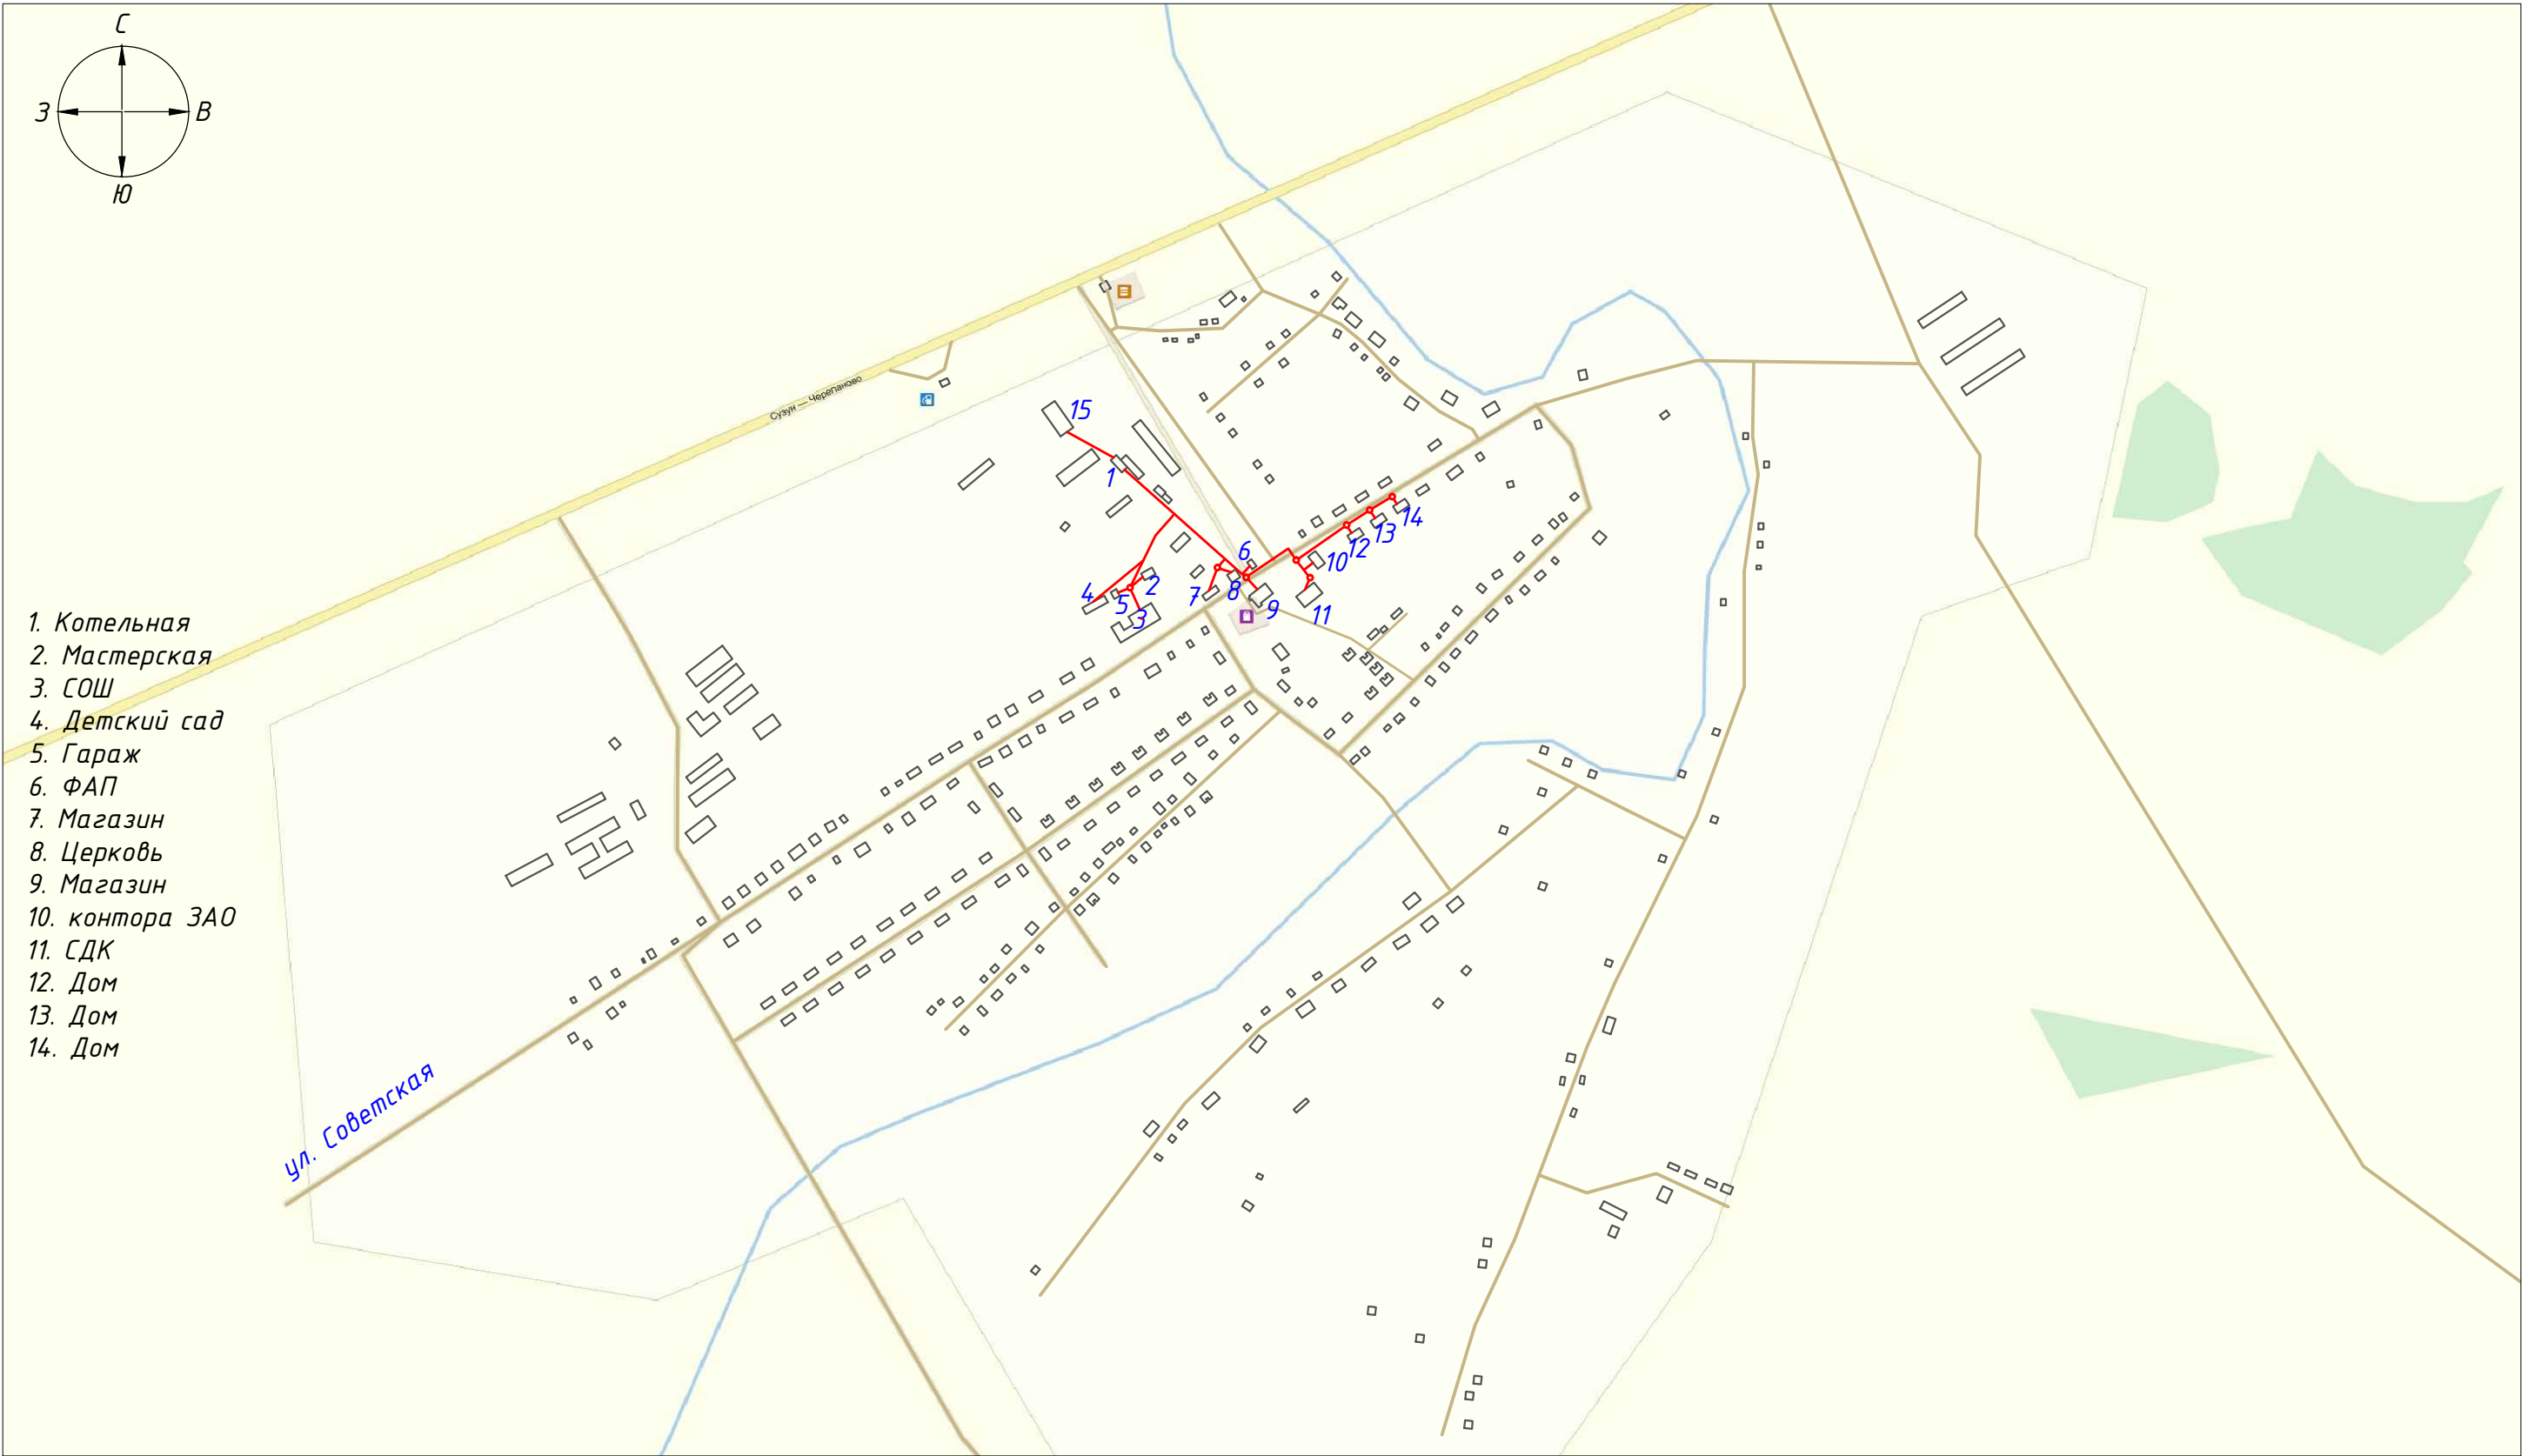 С
З
В
Ю
Сузун — Черепаново
15
1
6
14
13
12
10
2
4
5
7
8
9
3
11
1. Котельная
2. Мастерская
3. СОШ
4. Детский сад
5. Гараж
6. ФАП
7. Магазин
8. Церковь
9. Магазин
10. контора ЗАО
11. СДК
12. Дом
13. Дом
14. Дом
ул. Советская